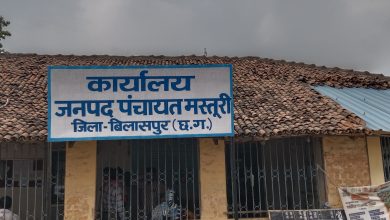 कार्यालय
जनपद पंचायत मस्तूरी
जिला-बिलासपुर (छ.ग.)